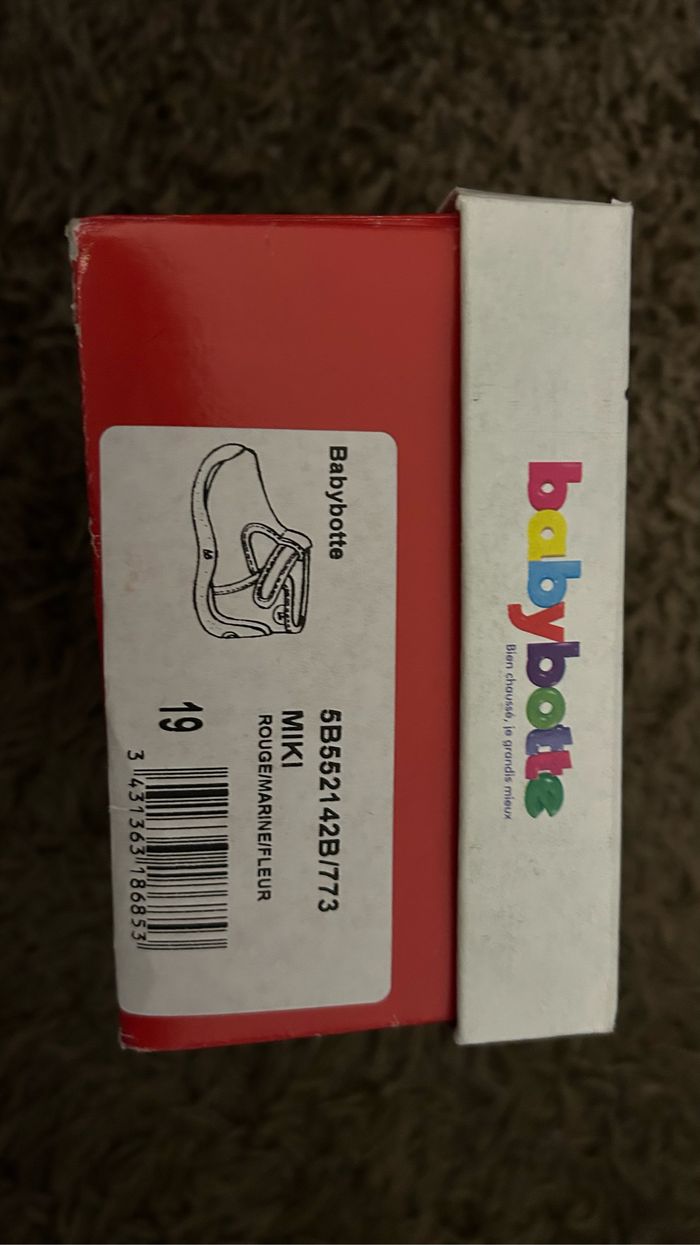 babybotte
Bien chaussé, je grandis mieux
Babybotte
5B552142B/773
MIKI
ROUGE/MARINE/FLEUR
19
3 431363 186853